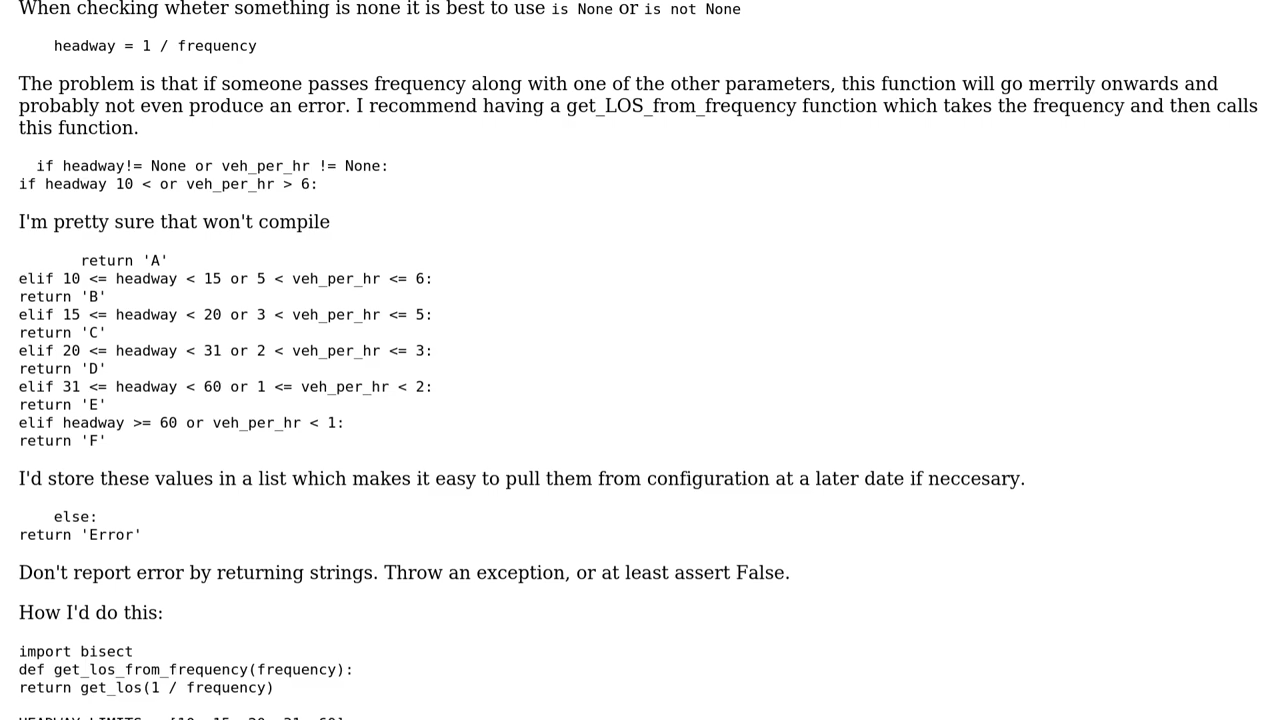 When checking wheter something is none it is best to use is None or is not None
headway = 1 / frequency
The problem is that if someone passes frequency along with one of the other parameters, this function will go merrily onwards and
probably not even produce an error. I recommend having a get_LOS_from_frequency function which takes the frequency and then calls
this function.
if headway!= None or veh_per_hr != None:
if headway 10 < or veh_per_hr > 6:
I'm pretty sure that won't compile
return 'A'
elif 10 <= headway < 15 or 5 < veh_per_hr <= 6:
return 'B'
elif 15 <= headway < 20 or 3 < veh_per_hr <= 5:
return 'C'
elif 20 <= headway < 31 or 2 < veh_per_hr <= 3:
return 'D'
elif 31 <= headway < 60 or 1 <= veh_per_hr < 2:
return 'E'
elif headway >= 60 or veh_per_hr < 1:
return 'F'
I'd store these values in a list which makes it easy to pull them from configuration at a later date if neccesary.
else:
return 'Error'
Don't report error by returning strings. Throw an exception, or at least assert False.
How I'd do this:
import bisect
def get_los_from_frequency(frequency):
return get_los(1 / frequency)
HEADWAY_LIMITS = [10, 15, 20, 31, 60]